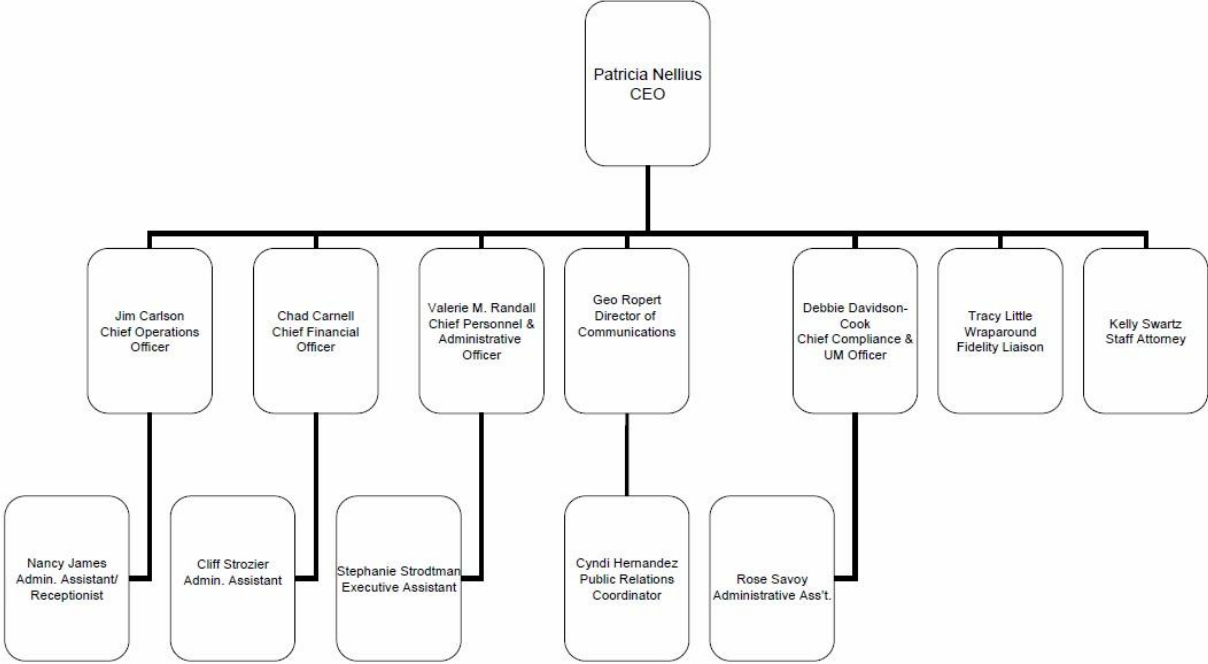 Patricia Nellius
CEO
Jim Carlson
Chief Operations
Officer
Chad Carnell
Chief Financial
Officer
Valerie M. Randall
Chief Personnel &
Administrative
Officer
Geo Ropert
Director of
Communications
Debbie Davidson-
Cook
Chief Compliance &
UM Officer
Tracy Little
Wraparound
Fidelity Liaison
Kelly Swartz
Staff Attorney
Nancy James
Admin. Assistant/
Receptionist
Cliff Strozier
Admin. Assistant
Stephanie Strodtman
Executive Assistant
Cyndi Hernandez
Public Relations
Coordinator
Rose Savoy
Administrative Ass't.